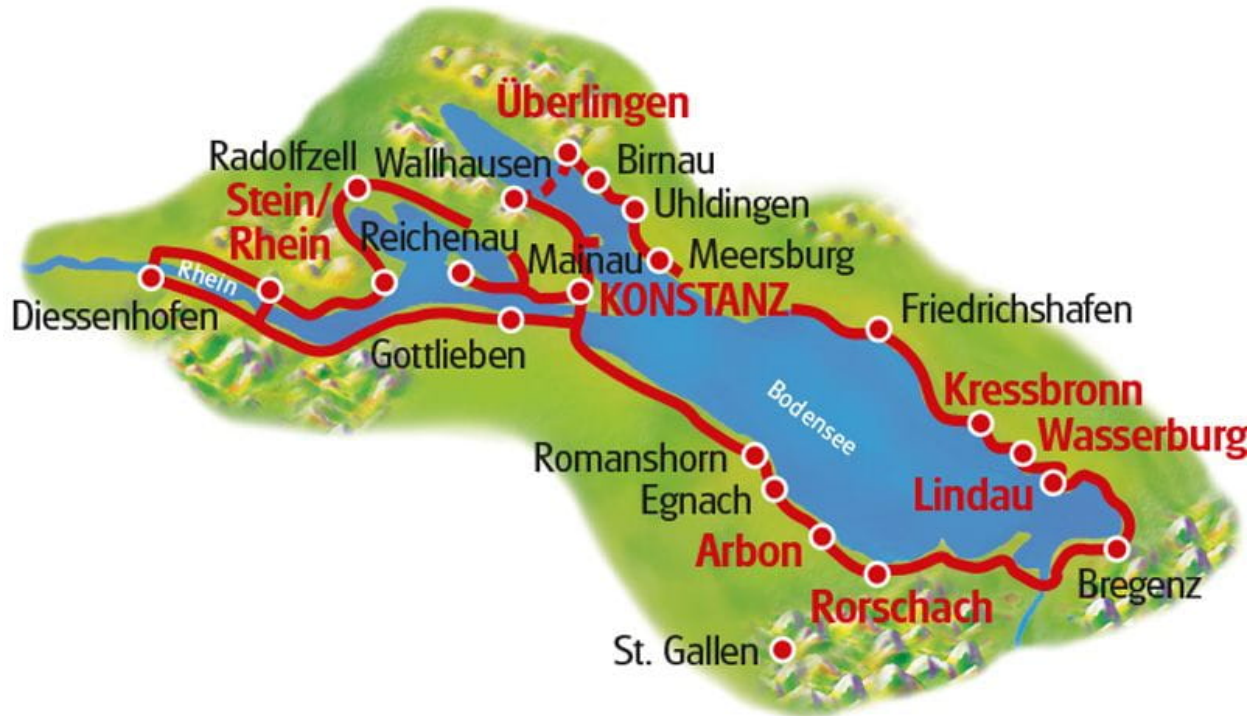 Überlingen
Radolfzell
Wallhausen
Birnau
Stein/
Rhein
Uhldingen
Reichenau
Mainau
Meersburg
Rhein
KONSTANZ
Diessenhofen
Friedrichshafen
Gottlieben
Kressbronn
Bodensee
Wasserburg
Romanshorn
Egnach
Lindau
Arbon
Bregenz
Rorschach
St. Gallen